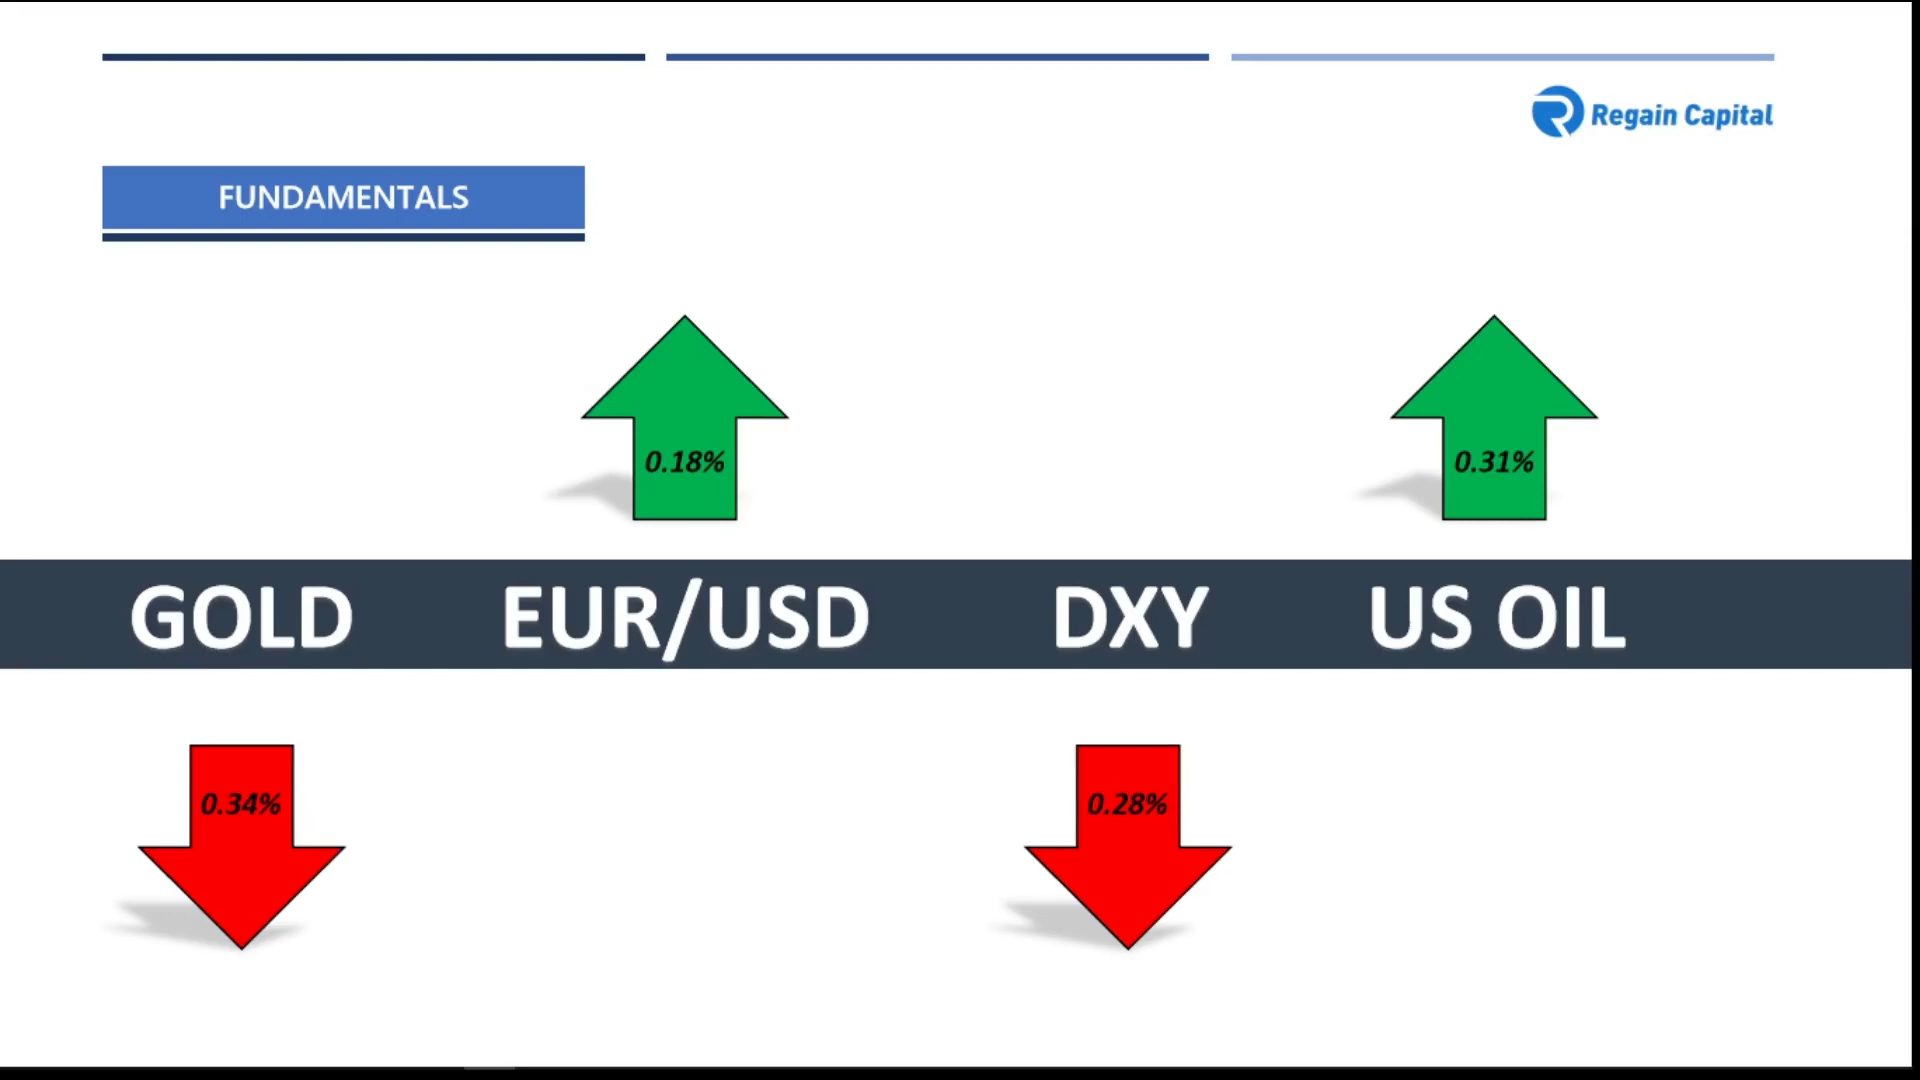 Regain Capital
FUNDAMENTALS
0.18%
0.31%
GOLD EUR/USD DXY US OIL
0.34%
0.28%